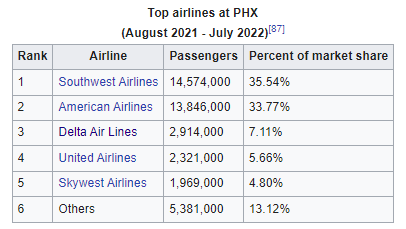 Top airlines at PHX
(August 2021 - July 2022)[87]
Rank Airline Passengers Percent of market share
1 Southwest Airlines 14,574,000 35.54%
2 American Airlines 13,846,000 33.77%
3 Delta Air Lines 2,914,000 7.11%
4 United Airlines 2,321,000 5.66%
5 Skywest Airlines 1,969,000 4.80%
6 Others 5,381,000 13.12%